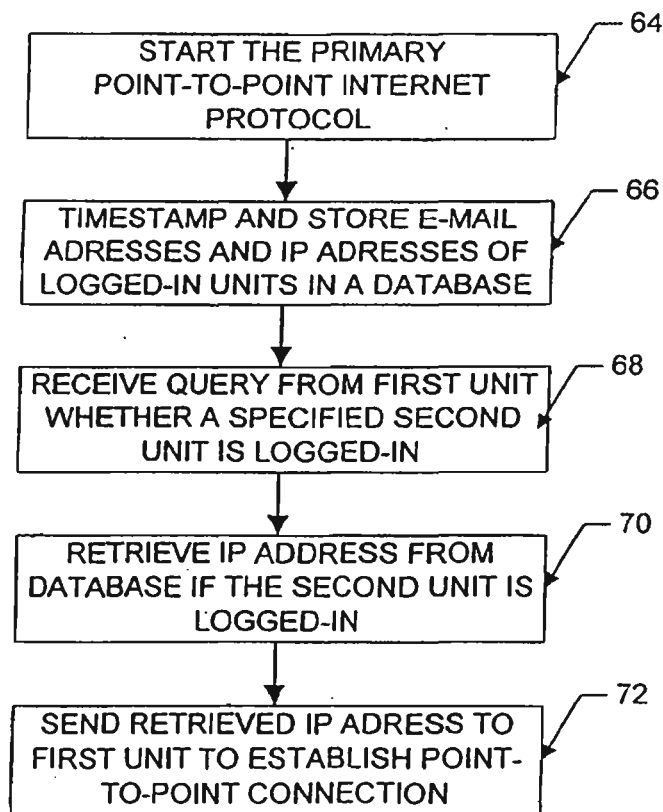 START THE PRIMARY
POINT-TO-POINT INTERNET
PROTOCOL
64
TIMESTAMP AND STORE E-MAIL
ADRESSES AND IP ADRESSES OF
LOGGED-IN UNITS IN A DATABASE
66
RECEIVE QUERY FROM FIRST UNIT
WHETHER A SPECIFIED SECOND
UNIT IS LOGGED-IN
68
RETRIEVE IP ADDRESS FROM
DATABASE IF THE SECOND UNIT IS
LOGGED-IN
70
SEND RETRIEVED IP ADRESS TO
FIRST UNIT TO ESTABLISH POINT-
TO-POINT CONNECTION
72